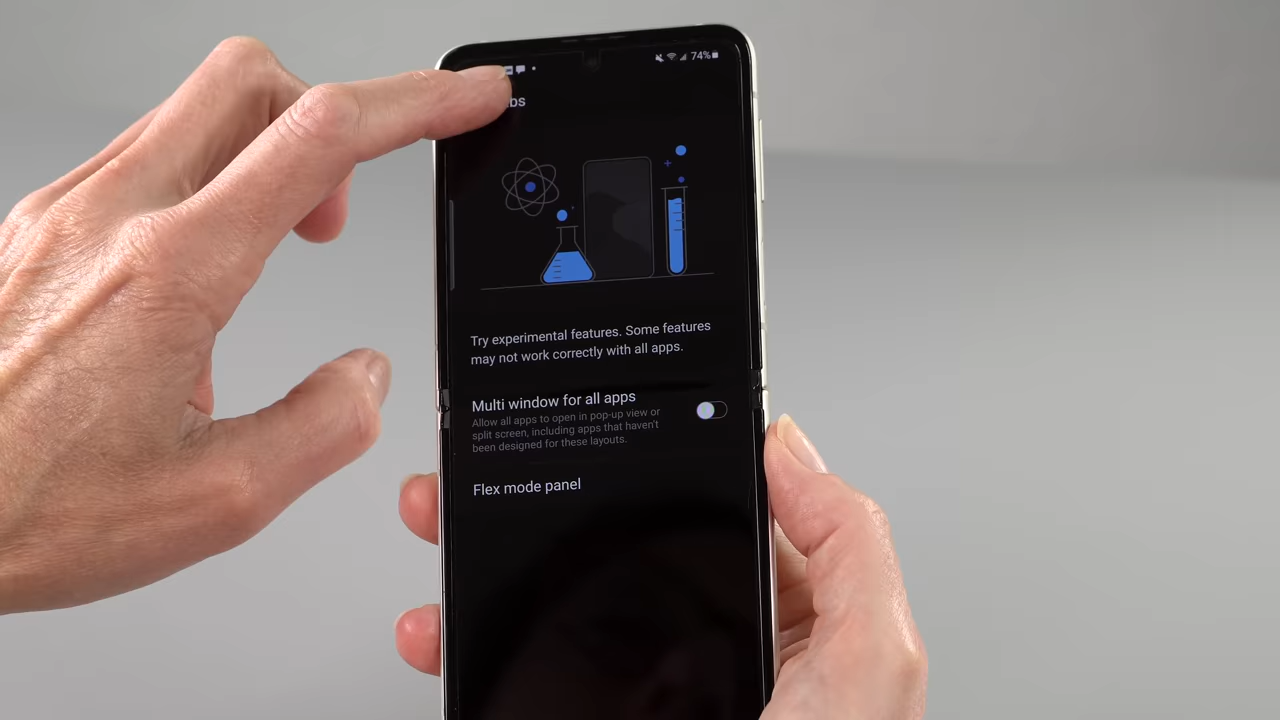 74%
Try experimental features. Some features
may not work correctly with all apps.
Multi window for all apps
Allow all apps to open in pop-up view or
split screen, including apps that haven't
been designed for these layouts.
Flex mode panel